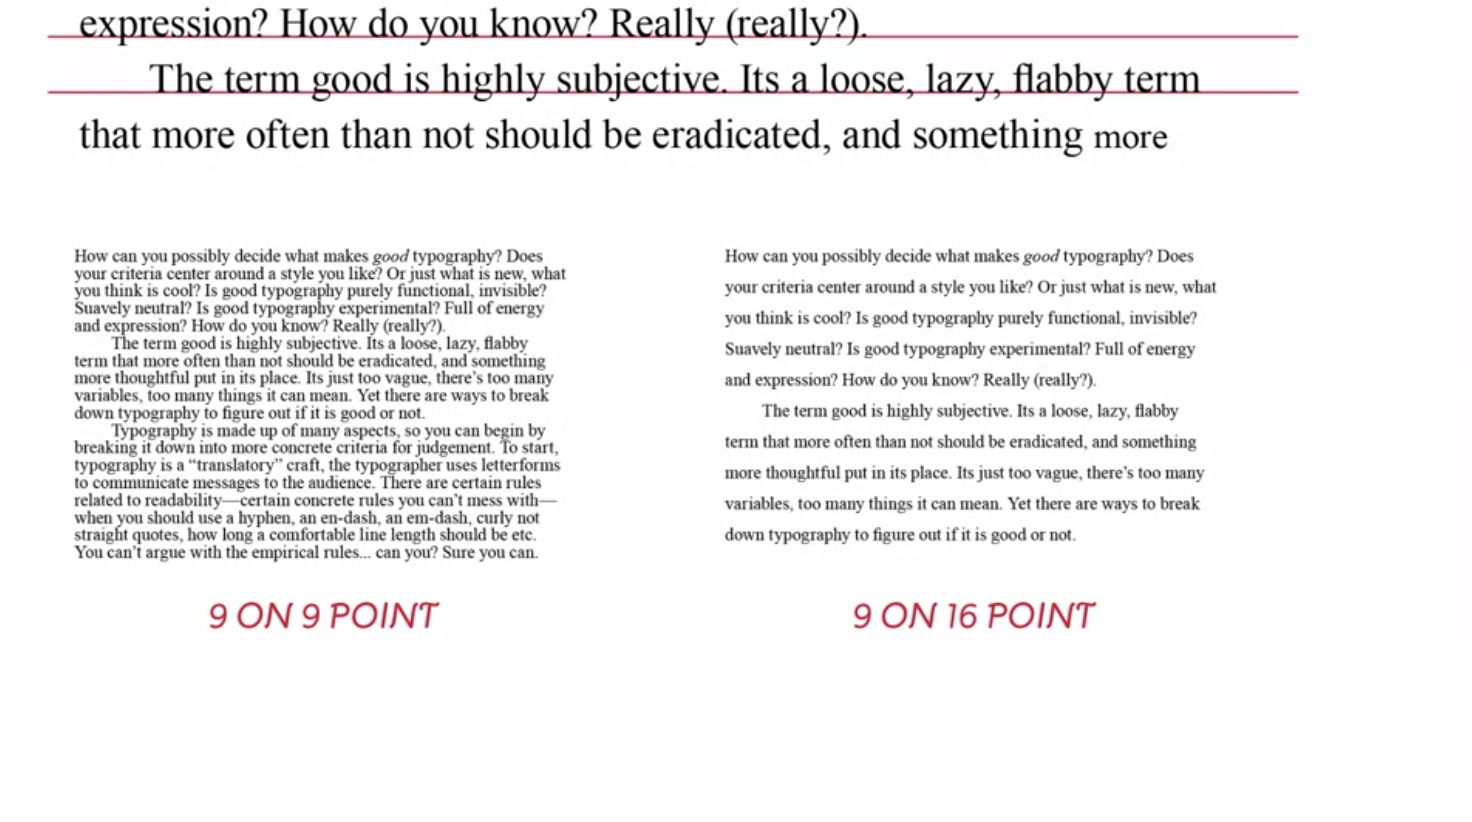 expression? How do you know? Really (really?).
The term good is highly subjective. Its a loose, lazy, flabby term
that more often than not should be eradicated, and something more
How can you possibly decide what makes good typography? Does
your criteria center around a style you like? Or just what is new, what
you think is cool? Is good typography purely functional, invisible?
Suavely neutral? Is good typography experimental? Full of energy
and expression? How do you know? Really (really?).
The term good is highly subjective. Its a loose, lazy, flabby
term that more often than not should be eradicated, and something
more thoughtful put in its place. Its just too vague, there’s too many
variables, too many things it can mean. Yet there are ways to break
down typography to figure out if it is good or not.
Typography is made up of many aspects, so you can begin by
breaking it down into more concrete criteria for judgement. To start,
typography is a “translatory” craft, the typographer uses letterforms
to communicate messages to the audience. There are certain rules
related to readability—certain concrete rules you can’t mess with—
when you should use a hyphen, an en-dash, an em-dash, curly not
straight quotes, how long a comfortable line length should be etc.
You can’t argue with the empirical rules... can you? Sure you can.
9 ON 9 POINT
How can you possibly decide what makes good typography? Does
your criteria center around a style you like? Or just what is new, what
you think is cool? Is good typography purely functional, invisible?
Suavely neutral? Is good typography experimental? Full of energy
and expression? How do you know? Really (really?).
The term good is highly subjective. Its a loose, lazy, flabby
term that more often than not should be eradicated, and something
more thoughtful put in its place. Its just too vague, there’s too many
variables, too many things it can mean. Yet there are ways to break
down typography to figure out if it is good or not.
9 ON 16 POINT